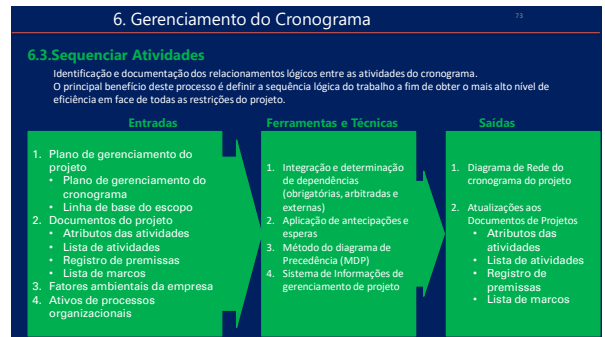 6. Gerenciamento do Cronograma
73
6.3.Sequenciar Atividades
Identificação e documentação dos relacionamentos lógicos entre as atividades do cronograma.
O principal benefício deste processo é definir a sequência lógica do trabalho a fim de obter o mais alto nível de
eficiência em face de todas as restrições do projeto.
Entradas
1. Plano de gerenciamento do
projeto
• Plano de gerenciamento do
cronograma
• Linha de base do escopo
2. Documentos do projeto
• Atributos das atividades
• Lista de atividades
• Registro de premissas
• Lista de marcos
3. Fatores ambientais da empresa
4. Ativos de processos
organizacionais
Ferramentas e Técnicas
1. Integração e determinação
de dependências
(obrigatórias, arbitradas e
externas)
2. Aplicação de antecipações e
esperas
3. Método do diagrama de
Precedência (MDP)
4. Sistema de Informações de
gerenciamento de projeto
Saídas
1. Diagrama de Rede do
cronograma do projeto
2. Atualizações aos
Documentos de Projetos
• Atributos das
atividades
• Lista de atividades
• Registro de
premissas
• Lista de marcos